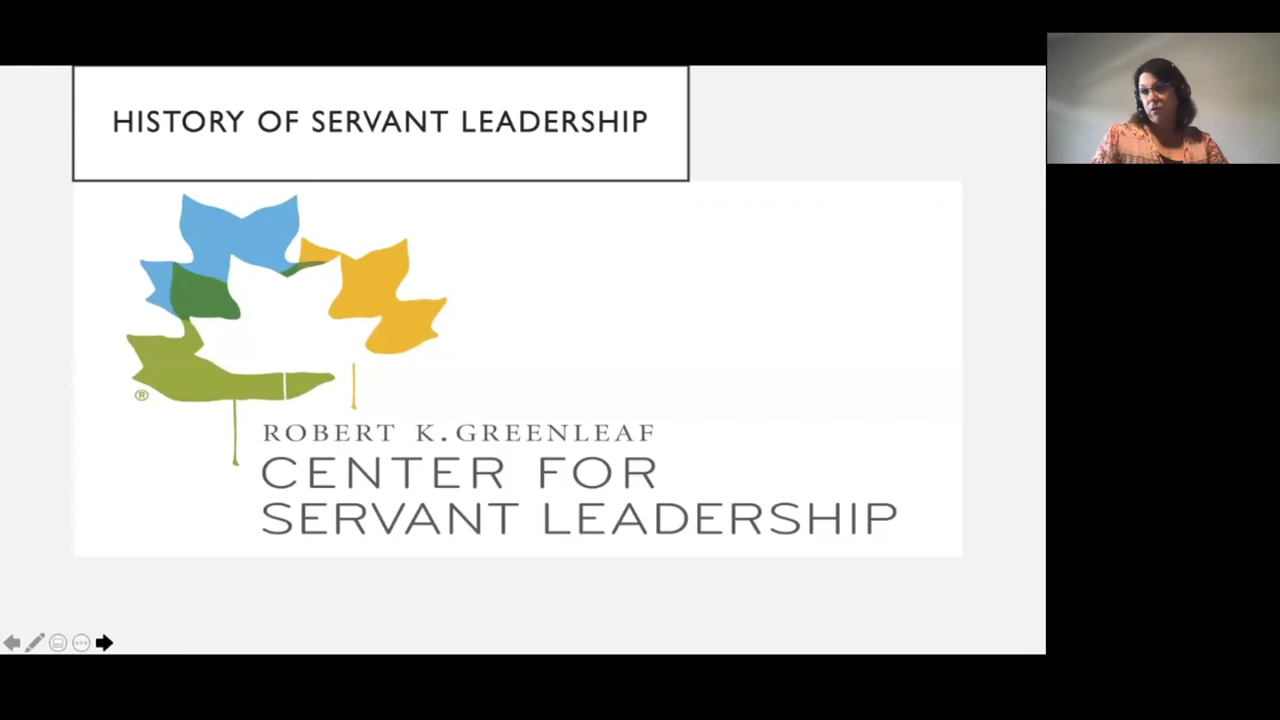 HISTORY OF SERVANT LEADERSHIP
®
ROBERT K. GREENLEAF
CENTER FOR
SERVANT LEADERSHIP